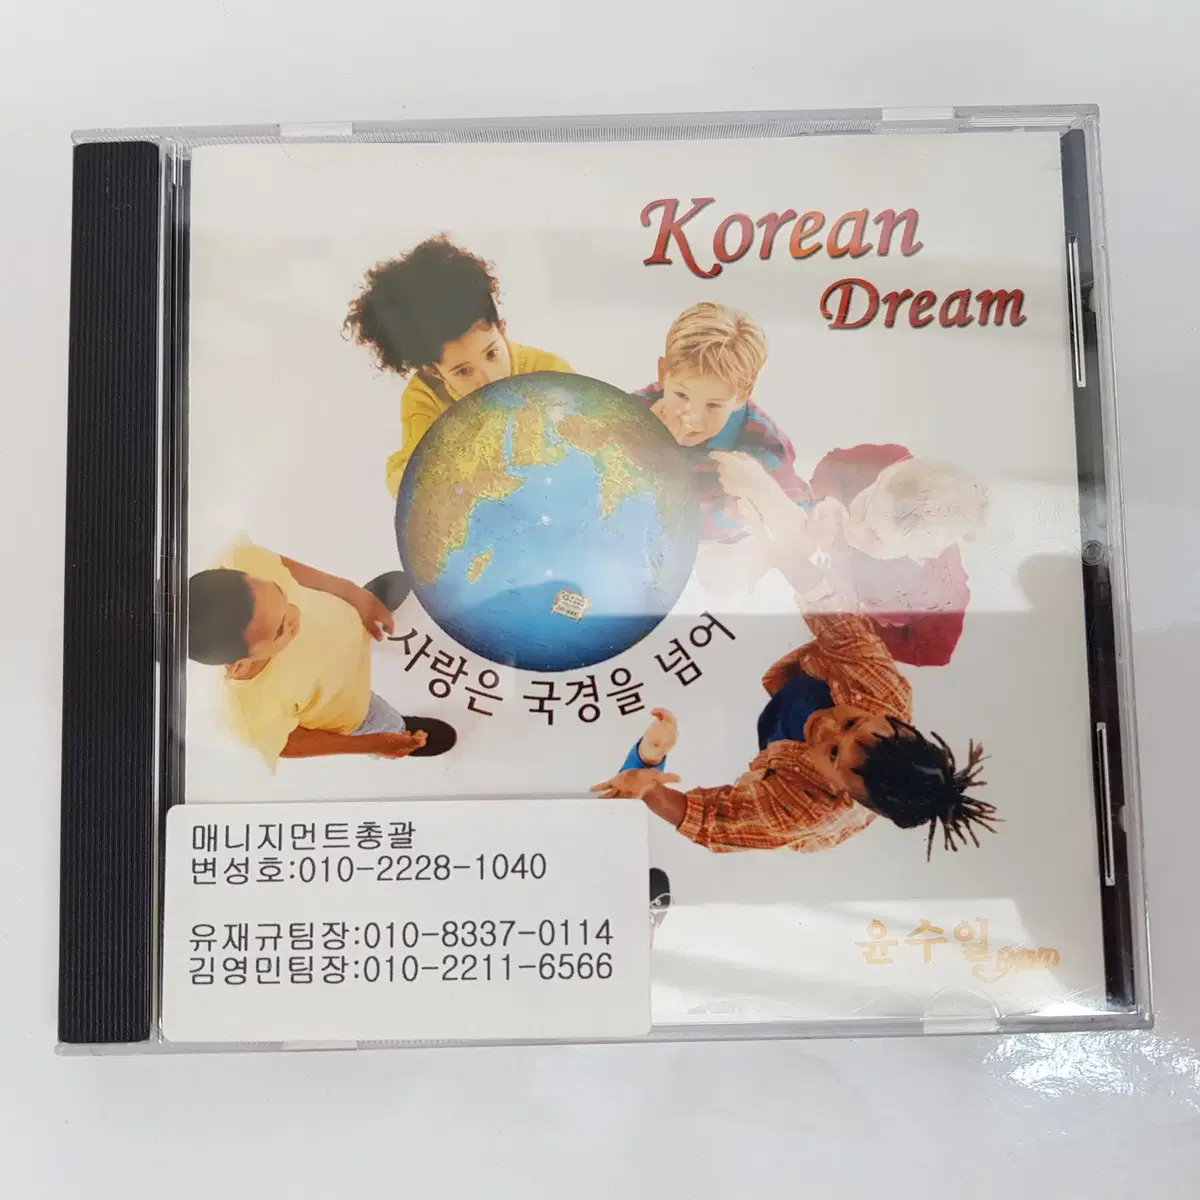 Korean
Dream
사랑은 국경을 넘어
매니지먼트총괄
변성호:010-2228-1040
유재규팀장:010-8337-0114
김영민팀장:010-2211-6566
윤수일 BAND